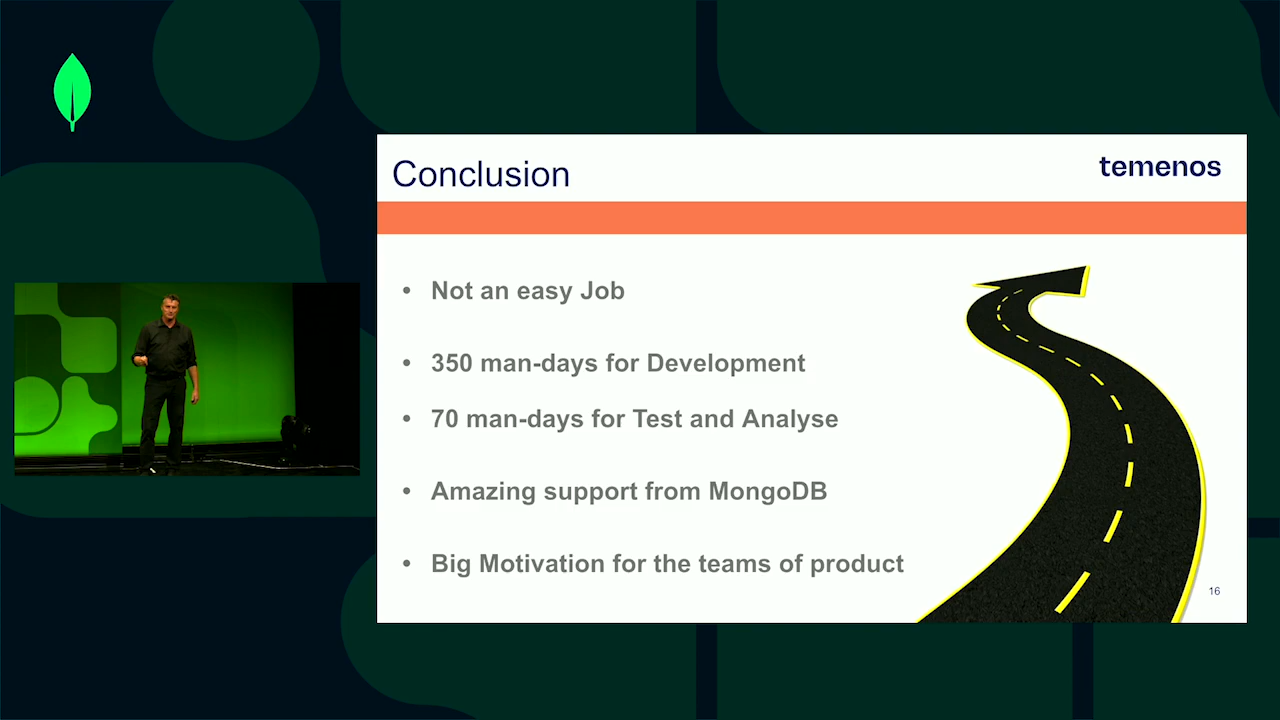 Conclusion
temenos
• Not an easy Job
• 350 man-days for Development
• 70 man-days for Test and Analyse
• Amazing support from MongoDB
• Big Motivation for the teams of product
16